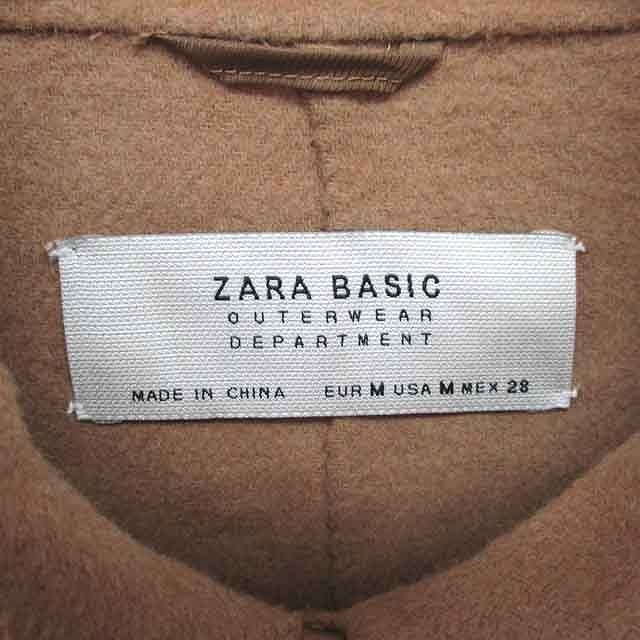 ZARA BASIC
OUTERWEAR
DEPARTMENT
MADE IN CHINA EUR M USA M MEX 28